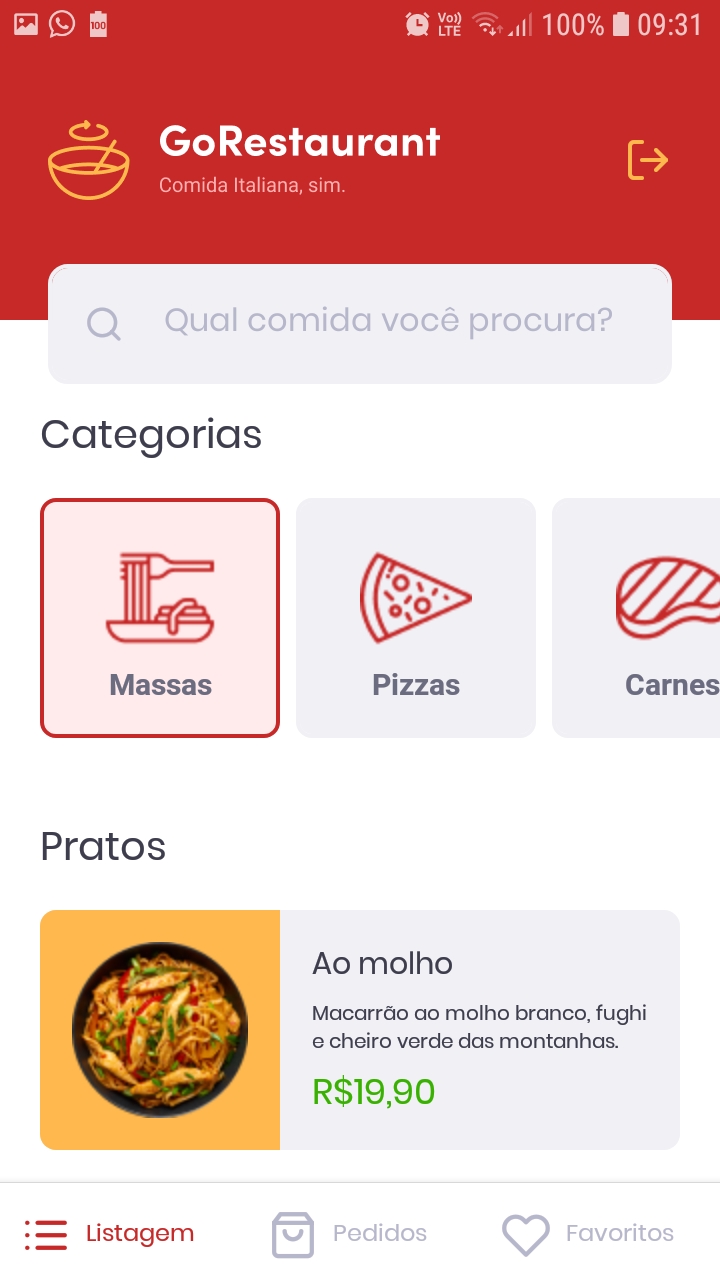 100 Vo)) LTE 100% 09:31
GoRestaurant
Comida Italiana, sim.
Qual comida você procura?
Categorias
Massas Pizzas Carnes
Pratos
Ao molho
Macarrão ao molho branco, fughi
e cheiro verde das montanhas.
R$19,90
Listagem Pedidos Favoritos